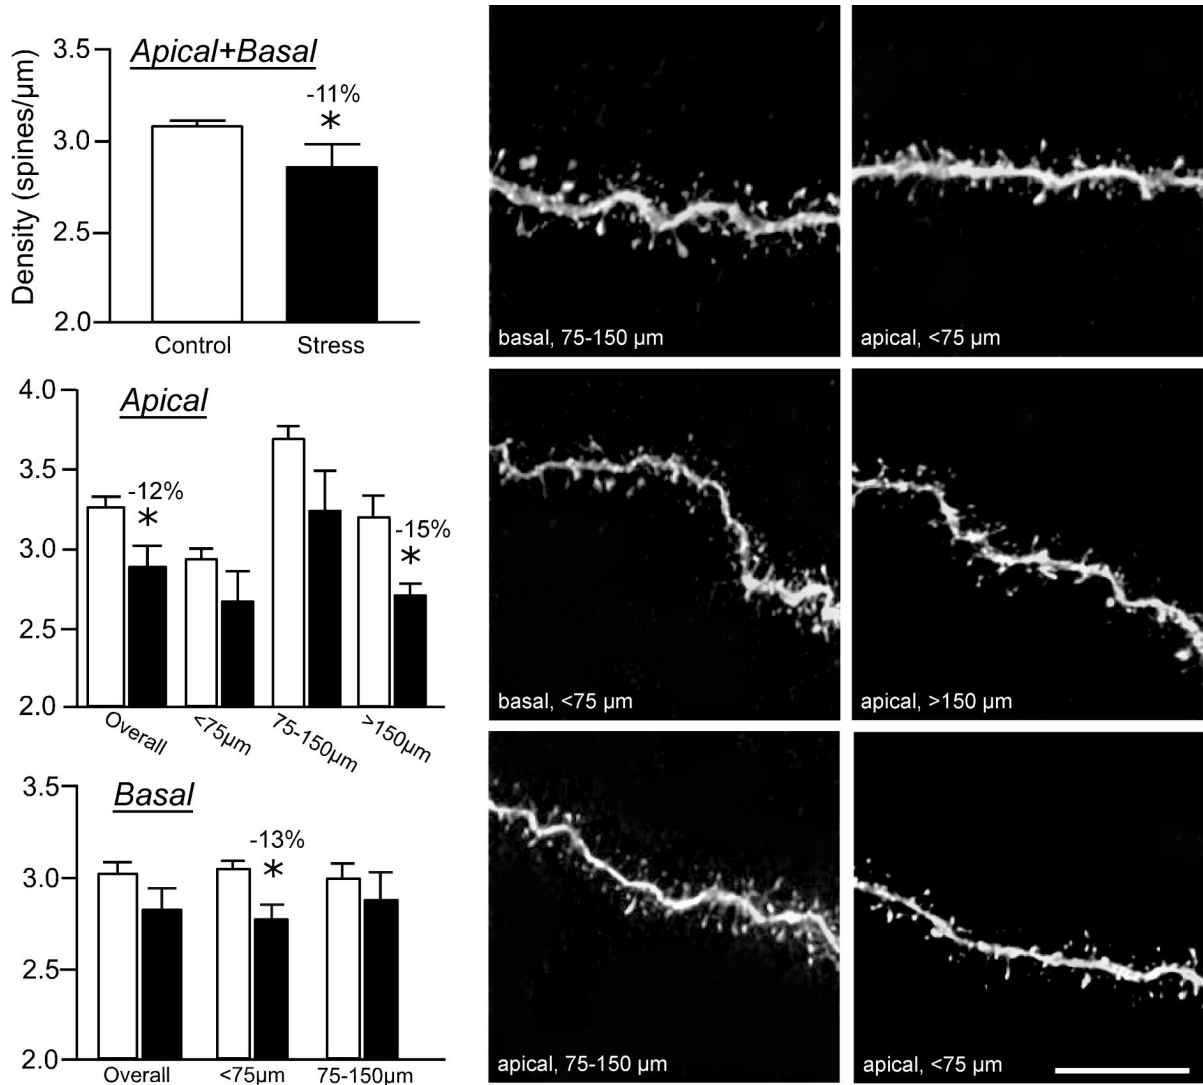 Density (spines/µm)
3.5
3.0
2.5
2.0
Apical+Basal
-11%
*
Control Stress
4.0
3.5
3.0
2.5
2.0
Apical
-12%
*
-15%
*
Overall <75µm 75-150µm >150µm
3.5
3.0
2.5
2.0
Basal
-13%
*
Overall <75µm 75-150µm
basal, 75-150 µm
apical, <75 µm
basal, <75 µm
apical, >150 µm
apical, 75-150 µm
apical, <75 µm